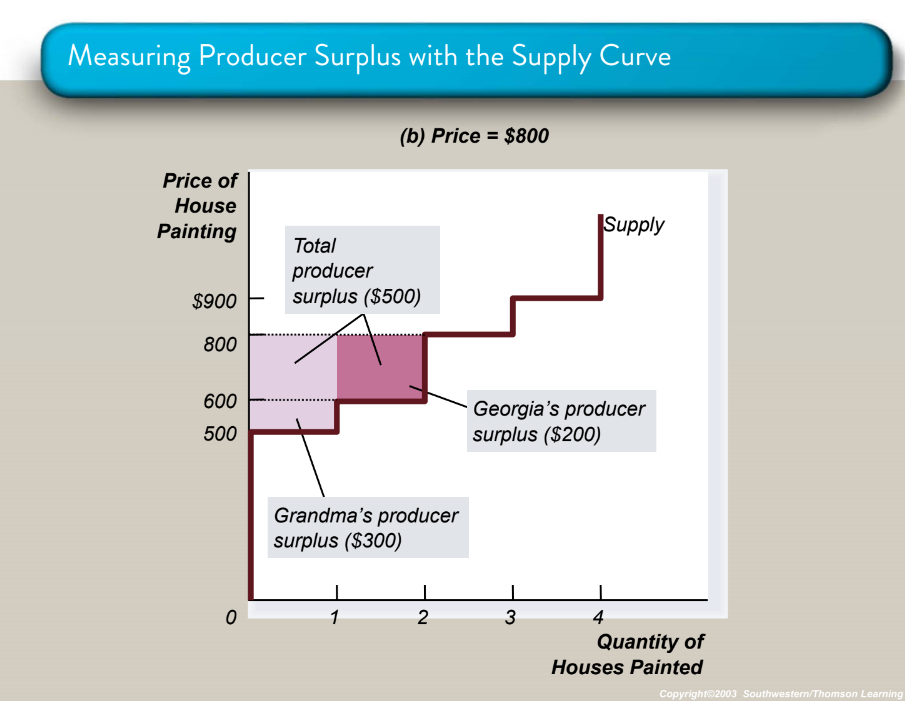 Measuring Producer Surplus with the Supply Curve
(b) Price = $800
Price of
House
Painting
Supply
Total
producer
surplus ($500)
$900
800
600
500
Georgia’s producer
surplus ($200)
Grandma’s producer
surplus ($300)
0
1
2
3
4
Quantity of
Houses Painted
Copyright©2003 Southwestern/Thomson Learning